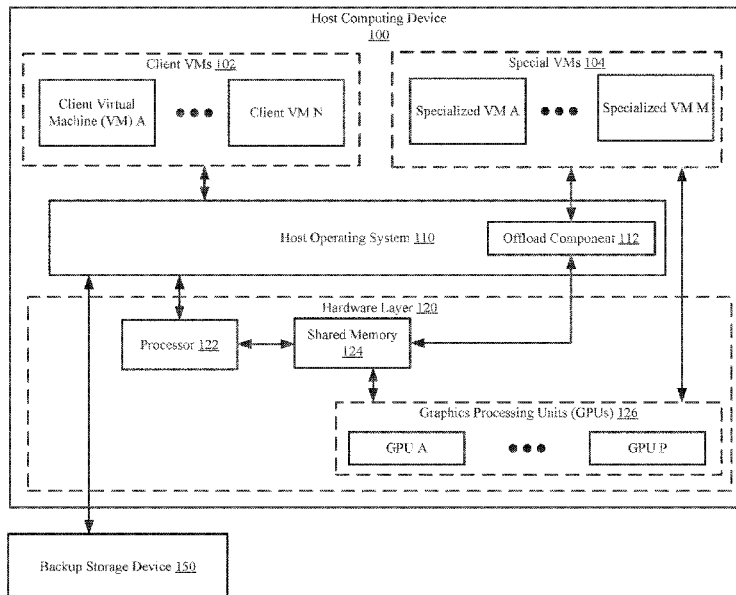 Host Computing Device
100
Client VMs 102
Special VMs 104
Client Virtual
Machine (VM) A
Client VM N
Specialized VM A
Specialized VM M
Host Operating System 110
Offload Component 112
Hardware Layer 120
Processor 122
Shared Memory
124
Graphics Processing Units (GPUs) 126
GPU A
GPU P
Backup Storage Device 150